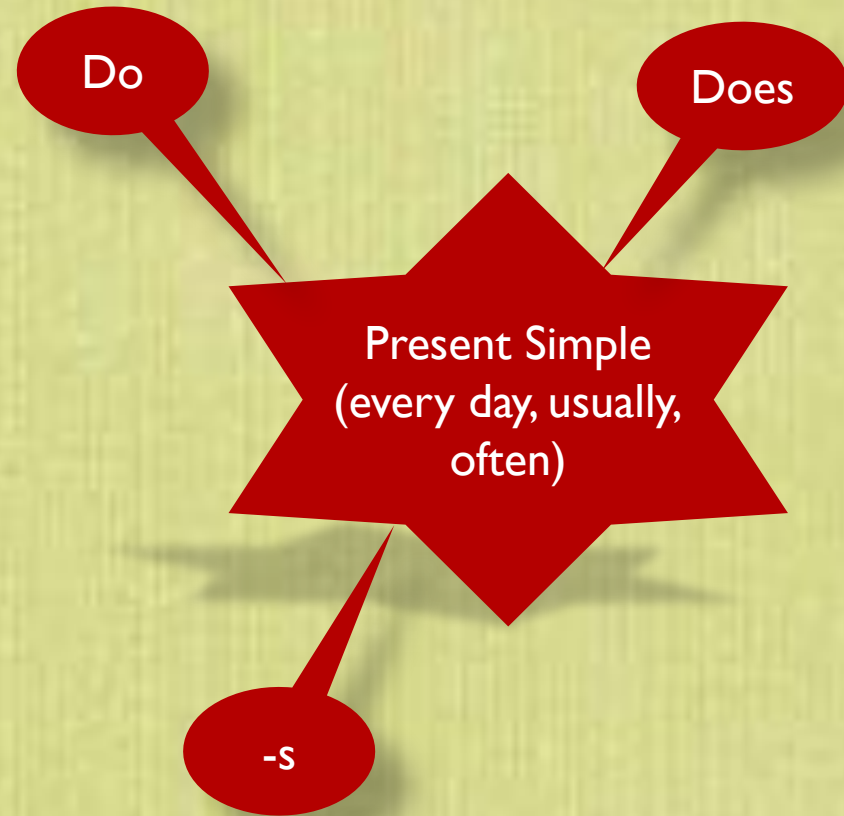 Do
Does
Present Simple
(every day, usually,
often)
-s